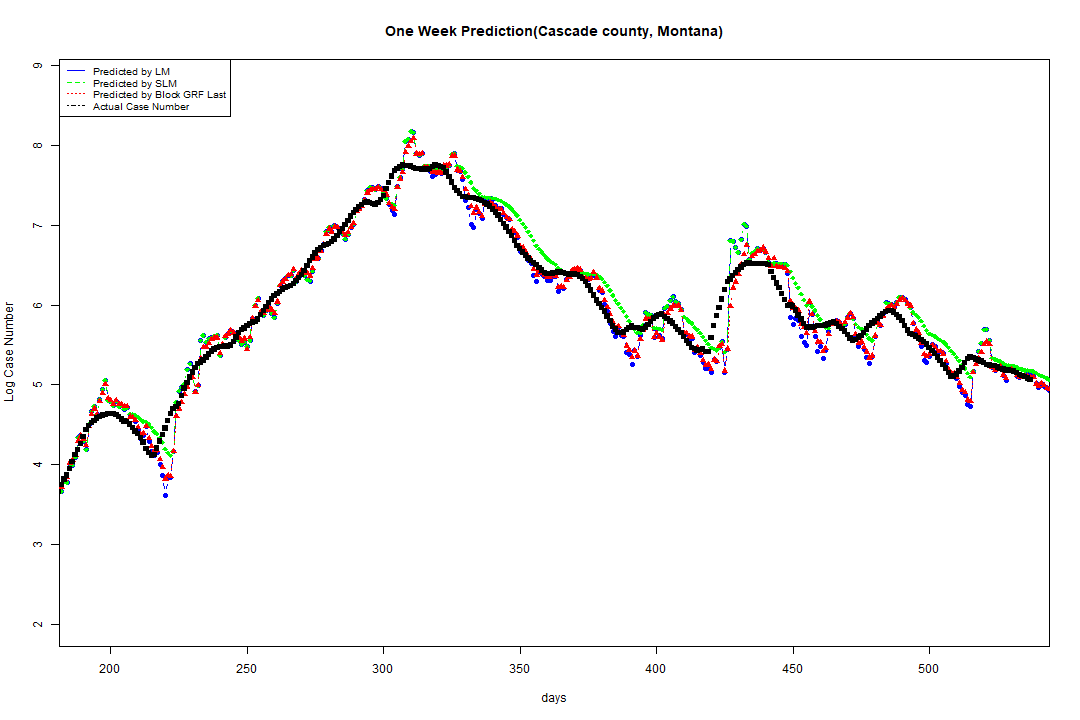 One Week Prediction(Cascade county, Montana)
Predicted by LM
Predicted by SLM
Predicted by Block GRF Last
Actual Case Number
9
8
7
6
5
4
3
2
Log Case Number
200 250 300 350 400 450 500
days